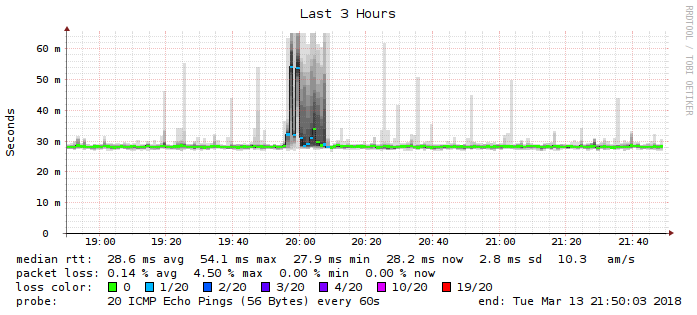 Last 3 Hours
RRDTOOL / TOBI OETIKER
Seconds
60 m
50 m
40 m
30 m
20 m
10 m
0
19:00 19:20 19:40 20:00 20:20 20:40 21:00 21:20 21:40
median rtt: 28.6 ms avg 54.1 ms max 27.9 ms min 28.2 ms now 2.8 ms sd 10.3 am/s
packet loss: 0.14 % avg 4.50 % max 0.00 % min 0.00 % now
loss color: 0 1/20 2/20 3/20 4/20 10/20 19/20
probe: 20 ICMP Echo Pings (56 Bytes) every 60s end: Tue Mar 13 21:50:03 2018